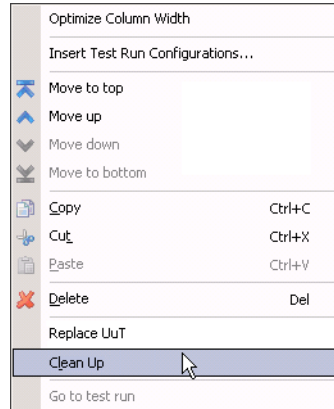 Optimize Column Width
Insert Test Run Configurations...
Move to top
Move up
Move down
Move to bottom
Copy Ctrl+C
Cut Ctrl+X
Paste Ctrl+V
Delete Del
Replace UuT
Clean Up
Go to test run